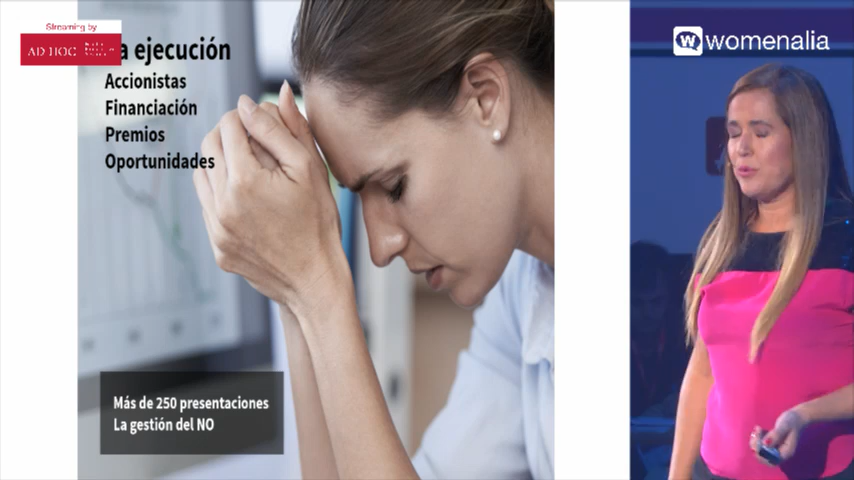 Streaming by
AD HOC
womenalia
a ejecución
Accionistas
Financiación
Premios
Oportunidades
Más de 250 presentaciones
La gestión del NO